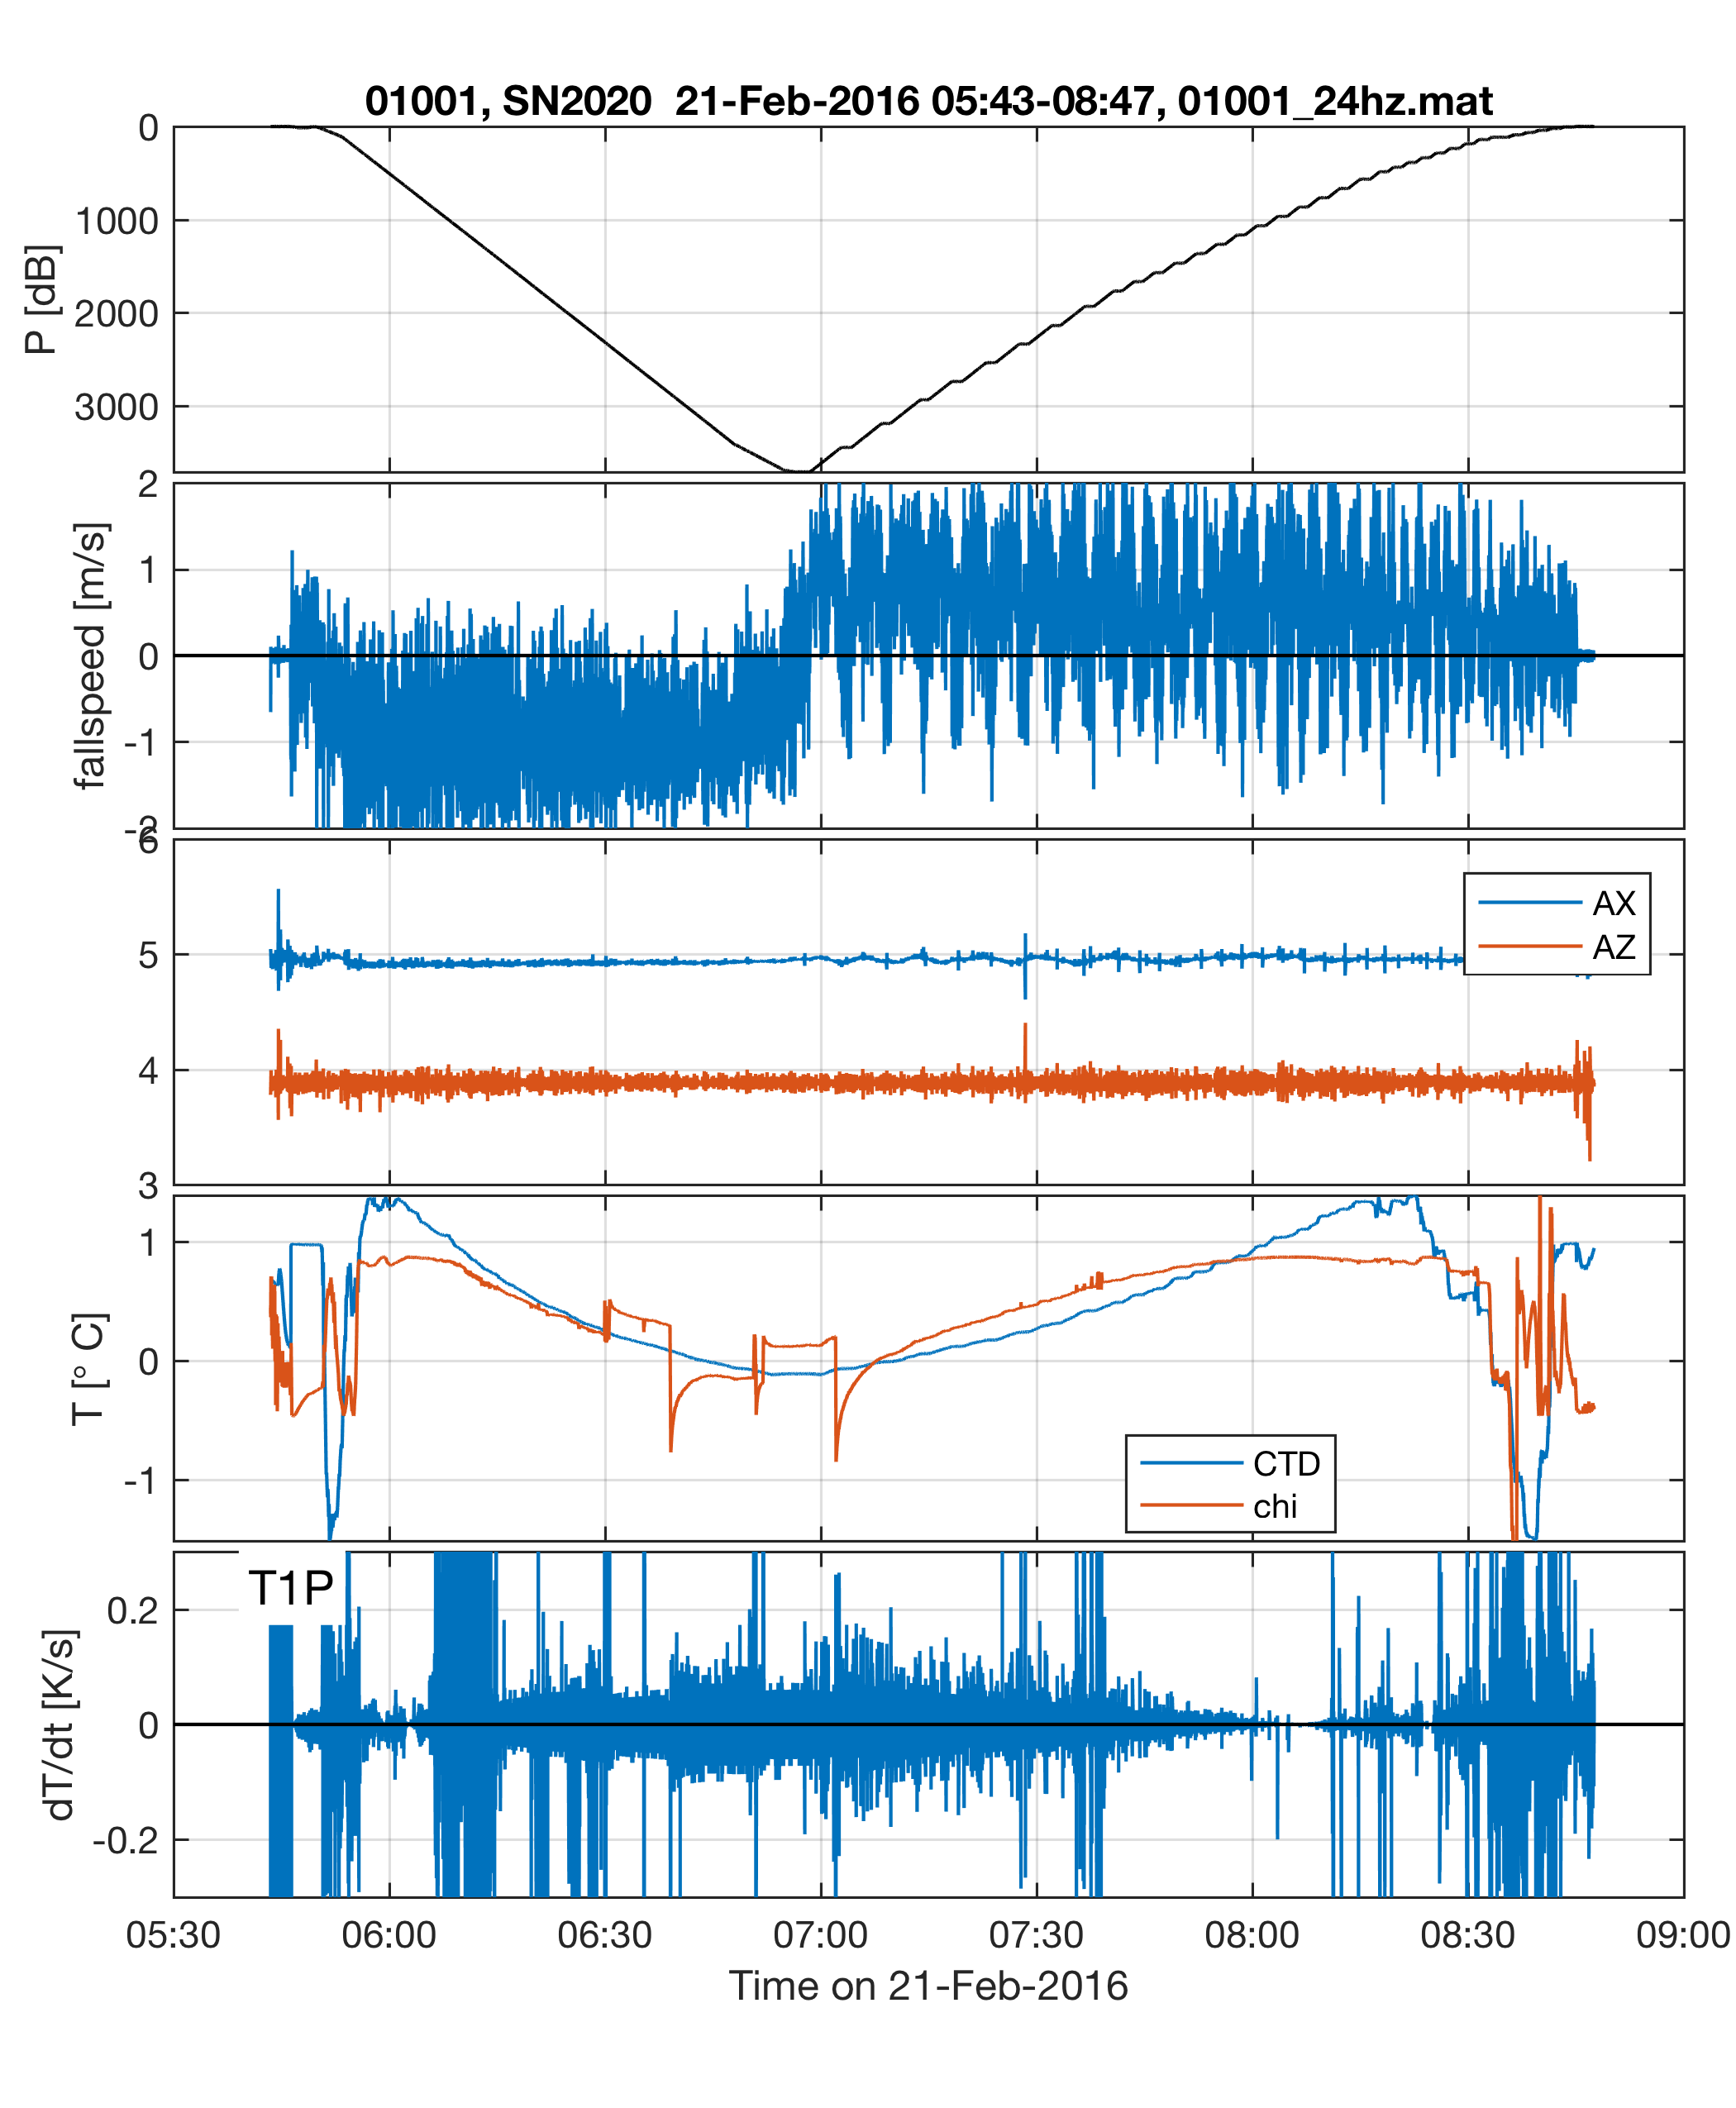 01001, SN2020  21-Feb-2016 05:43-08:47, 01001_24hz.mat
0
1000
2000
3000
P [dB]
2
1
0
-1
-2
fallspeed [m/s]
6
5
4
3
AX
AZ
1
0
-1
T [° C]
CTD
chi
T1P
0.2
0
-0.2
dT/dt [K/s]
05:30 06:00 06:30 07:00 07:30 08:00 08:30 09:00
Time on 21-Feb-2016